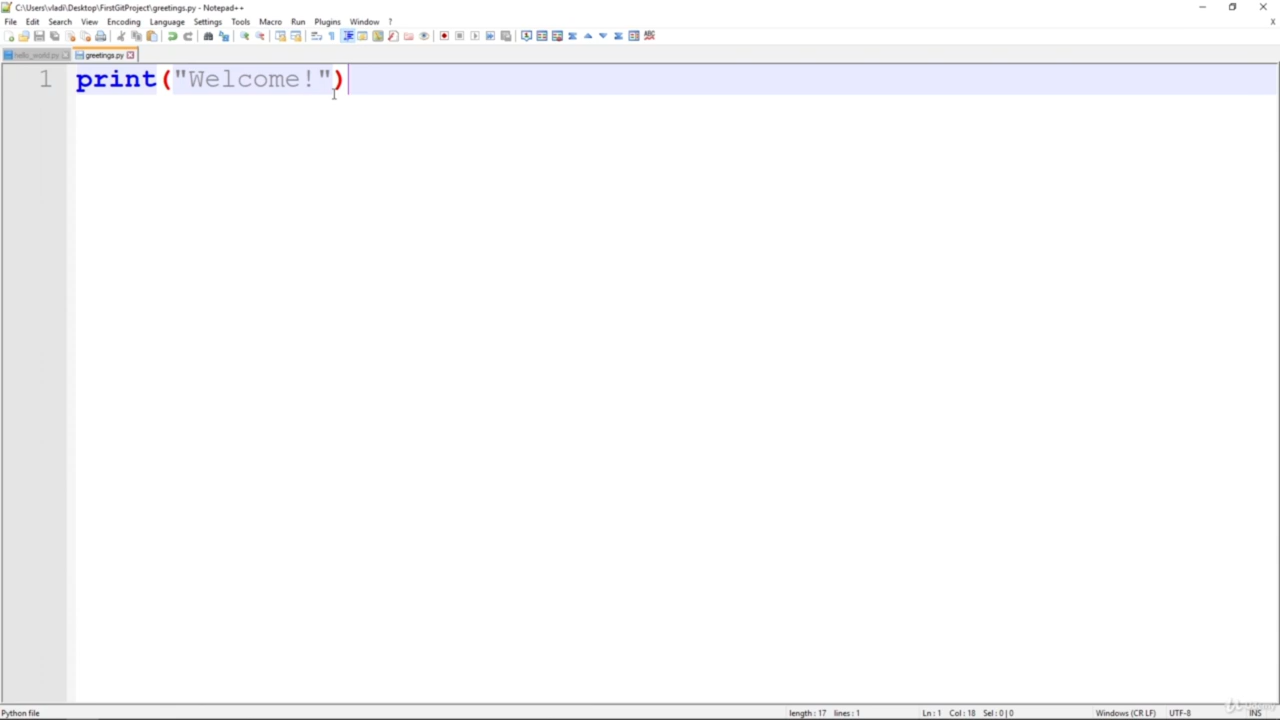 C:\Users\vladi\Desktop\FirstGitProject\greetings.py - Notepad++
File Edit Search View Encoding Language Settings Tools Macro Run Plugins Window ?
hello_world.py greetings.py
1 print("Welcome!")
Python file length : 17 lines : 1 Ln : 1 Col : 18 Sel : 0 | 0 Windows (CR LF) UTF-8 INS